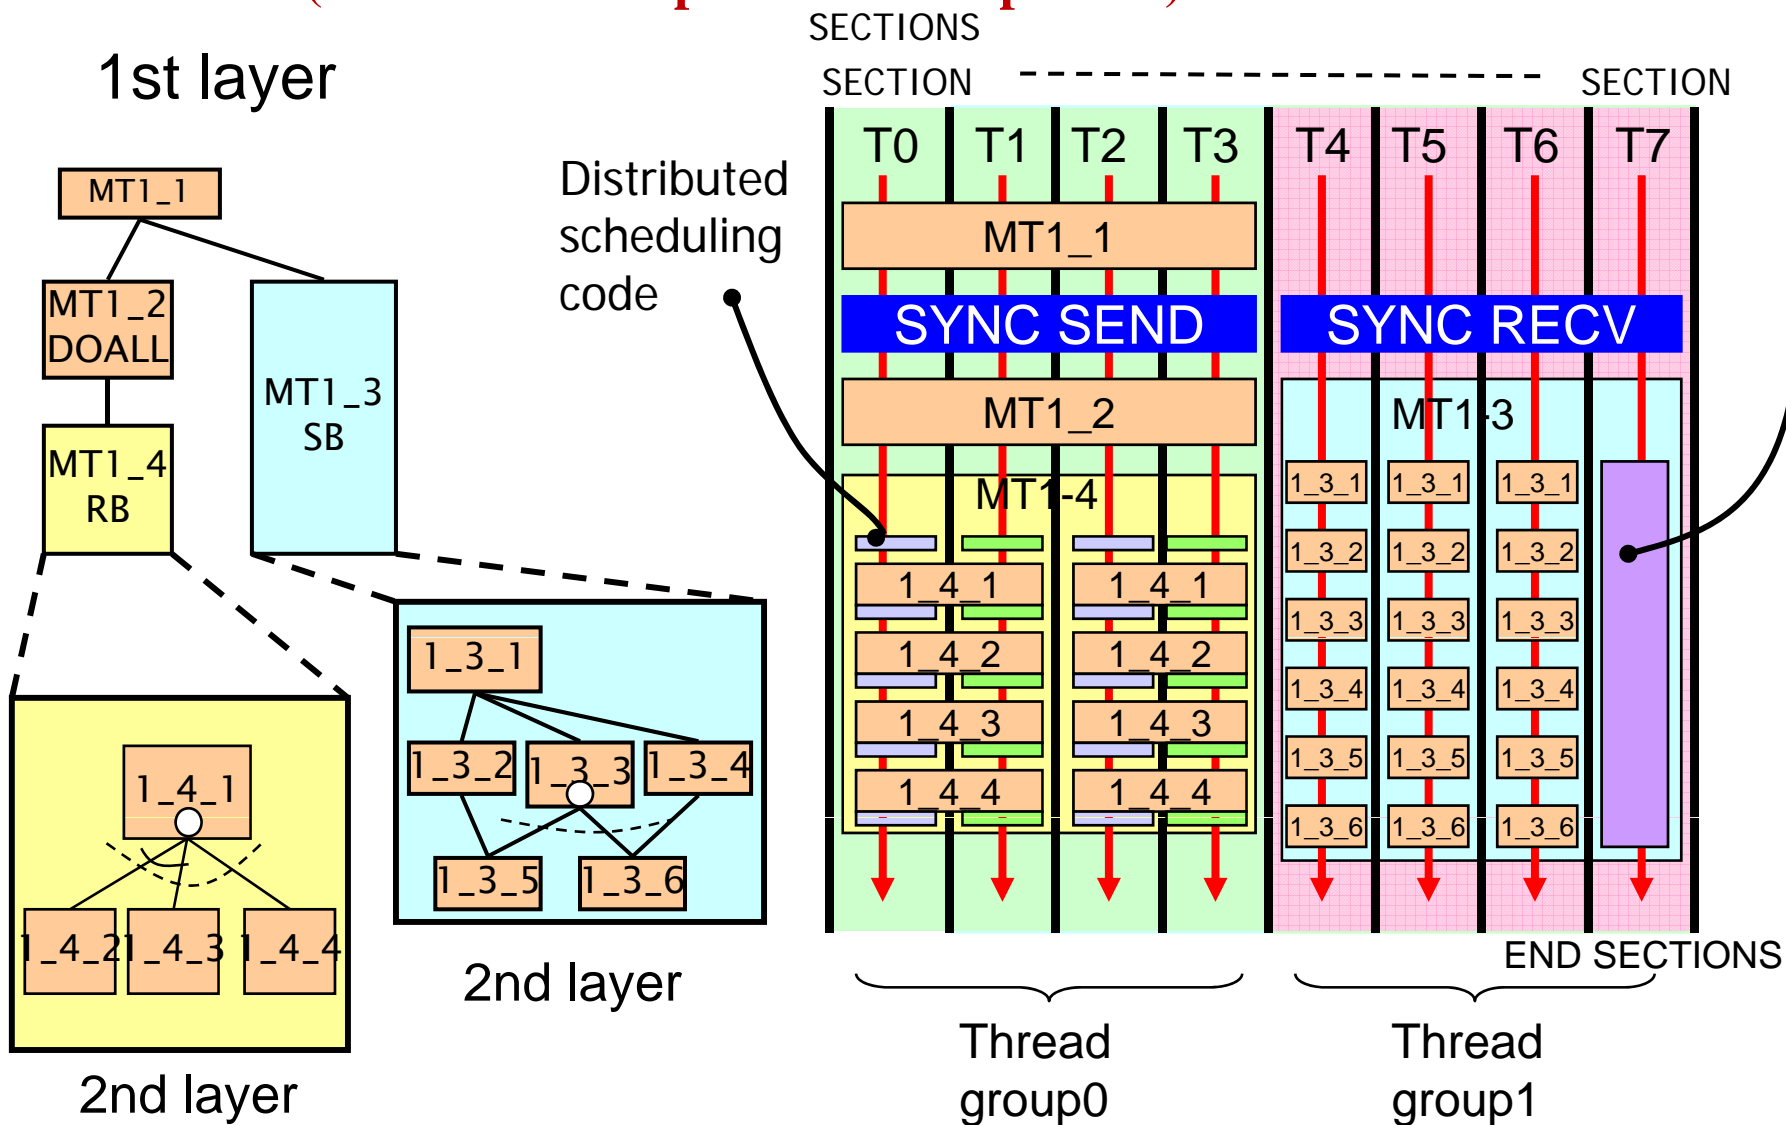 SECTIONS
1st layer
SECTION
SECTION
T0 T1 T2 T3 T4 T5 T6 T7
MT1_1
Distributed
scheduling
code
MT1_1
MT1_2
DOALL
SYNC SEND
SYNC RECV
MT1_3
SB
MT1_2
MT1-3
MT1_4
RB
MT1-4
1_3_1 1_3_1 1_3_1
1_3_2 1_3_2 1_3_2
1_4_1 1_4_1
1_3_3 1_3_3 1_3_3
1_4_2 1_4_2
1_3_4 1_3_4 1_3_4
1_4_3 1_4_3
1_3_5 1_3_5 1_3_5
1_4_4 1_4_4
1_3_6 1_3_6 1_3_6
1_3_1
1_3_2 1_3_3 1_3_4
1_3_5 1_3_6
1_4_1
1_4_2 1_4_3 1_4_4
END SECTIONS
2nd layer
2nd layer
Thread
group0
Thread
group1